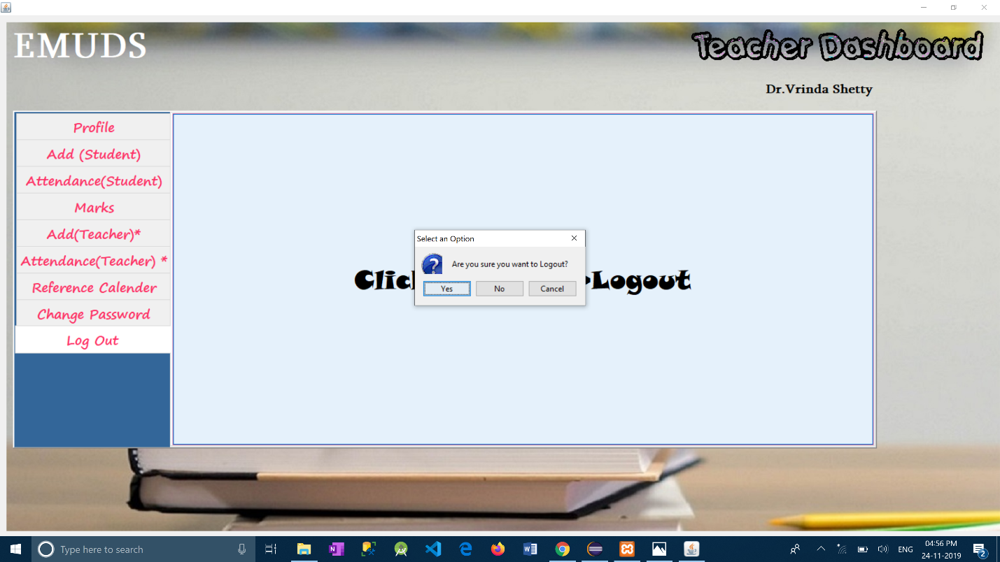 EMUDS
Teacher Dashboard
Dr.Vrinda Shetty
Profile
Add (Student)
Attendance(Student)
Marks
Add(Teacher)*
Attendance(Teacher) *
Reference Calender
Change Password
Log Out
Select an Option
Are you sure you want to Logout?
Yes
No
Cancel
Logout
Type here to search
ENG
04:56 PM
24-11-2019
2